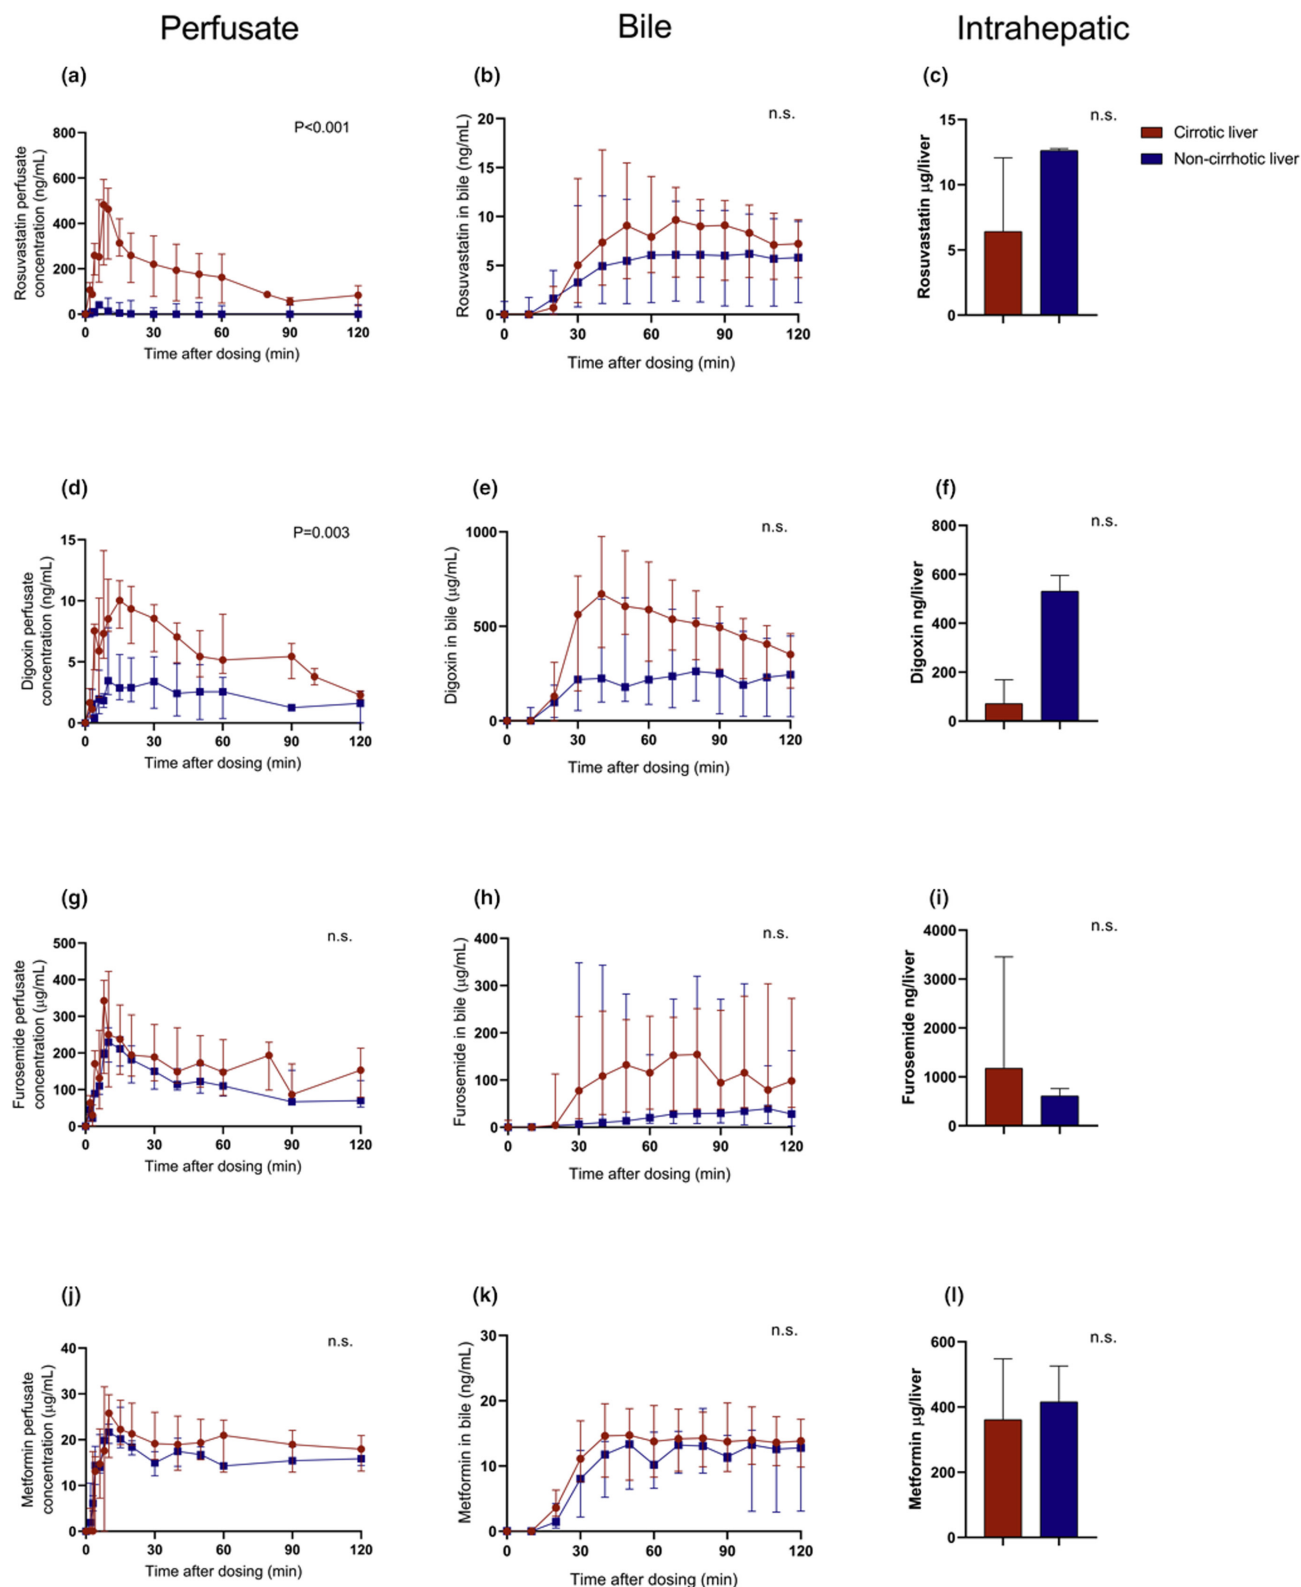 Perfusate
Bile
Intrahepatic
(a)
(b)
(c)
P<0.001
n.s.
n.s.
Cirrotic liver
Non-cirrhotic liver
Rosuvastatin perfusate
concentration (ng/mL)
800
600
400
200
0
0 30 60 90 120
Time after dosing (min)
Rosuvastatin in bile (ng/mL)
20
15
10
5
0
0 30 60 90 120
Time after dosing (min)
Rosuvastatin µg/liver
15
10
5
0
(d)
(e)
(f)
P=0.003
n.s.
n.s.
Digoxin perfusate
concentration (ng/mL)
15
10
5
0
0 30 60 90 120
Time after dosing (min)
Digoxin in bile (µg/mL)
1000
500
0
0 30 60 90 120
Time after dosing (min)
Digoxin ng/liver
800
600
400
200
0
(g)
(h)
(i)
n.s.
n.s.
n.s.
Furosemide perfusate
concentration (µg/mL)
500
400
300
200
100
0
0 30 60 90 120
Time after dosing (min)
Furosemide in bile (µg/mL)
400
300
200
100
0
0 30 60 90 120
Time after dosing (min)
Furosemide ng/liver
4000
3000
2000
1000
0
(j)
(k)
(l)
n.s.
n.s.
n.s.
Metformin perfusate
concentration (µg/mL)
40
30
20
10
0
0 30 60 90 120
Time after dosing (min)
Metformin in bile (ng/mL)
30
20
10
0
0 30 60 90 120
Time after dosing (min)
Metformin µg/liver
600
400
200
0